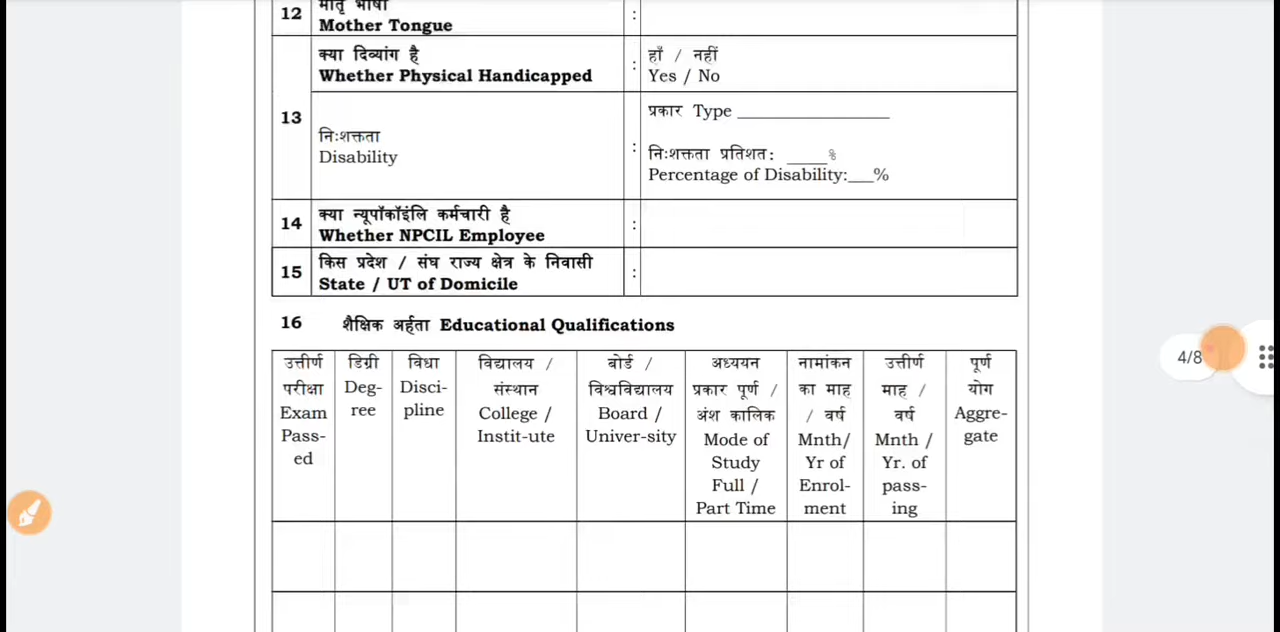 12
मातृ भाषा
Mother Tongue
:
क्या दिव्यांग है
Whether Physical Handicapped
:
हाँ / नहीं
Yes / No
13
निःशक्तता
Disability
:
प्रकार Type ________________
निःशक्तता प्रतिशत: _____%
Percentage of Disability:___%
14
क्या न्यूपॉकॉइंलि कर्मचारी है
Whether NPCIL Employee
:
15
किस प्रदेश / संघ राज्य क्षेत्र के निवासी
State / UT of Domicile
:
16 शैक्षिक अर्हता Educational Qualifications
उत्तीर्ण
परीक्षा
Exam
Pass-
ed
डिग्री
Deg-
ree
विधा
Disci-
pline
विद्यालय /
संस्थान
College /
Instit-ute
बोर्ड /
विश्वविद्यालय
Board /
Univer-sity
अध्ययन
प्रकार पूर्ण /
अंश कालिक
Mode of
Study
Full /
Part Time
नामांकन
का माह
/ वर्ष
Mnth/
Yr of
Enrol-
ment
उत्तीर्ण
माह /
वर्ष
Mnth /
Yr. of
pass-
ing
पूर्ण
योग
Aggre-
gate
4/8